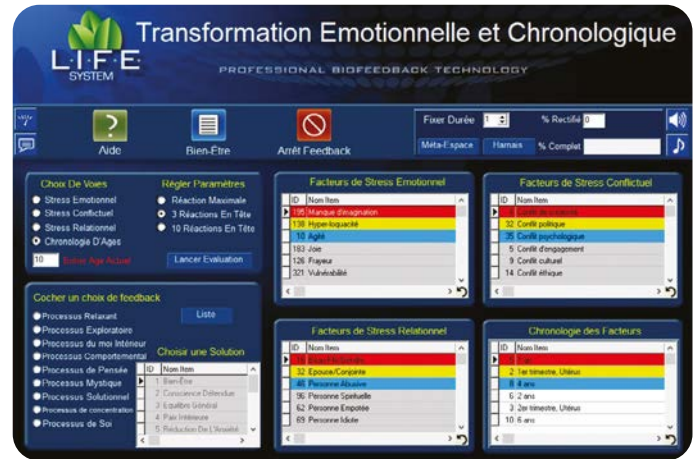 Transformation Emotionnelle et Chronologique
L·I·F·E
SYSTEM
PROFESSIONAL BIOFEEDBACK TECHNOLOGY
Aide
Bien-Être
Arrêt Feedback
Fixer Durée 1
% Rectifié 0
Méta-Espace
Harnais
% Complet
Choix De Voies
Stress Emotionnel
Stress Conflictuel
Stress Relationnel
Chronologie D'Ages
10 Entrer Age Actuel
Régler Paramètres
Réaction Maximale
3 Réactions En Tête
10 Réactions En Tête
Lancer Evaluation
Facteurs de Stress Emotionnel
ID Nom Item
195 Manque d'imagination
138 Hyper-loquacité
10 Agité
183 Joie
126 Frayeur
321 Vulnérabilité
Facteurs de Stress Conflictuel
ID Nom Item
32 Conflit politique
35 Conflit psychologique
5 Conflit d'engagement
9 Conflit culturel
14 Conflit éthique
Cocher un choix de feedback
Processus Relaxant
Processus Exploratoire
Processus du moi Intérieur
Processus Comportemental
Processus de Pensée
Processus Mystique
Processus Solutionnel
Processus de concentration
Processus de Soi
Liste
Choisir une Solution
ID Nom Item
1 Bien-Être
2 Conscience Détendue
3 Equilibre Général
4 Paix Intérieure
5 Réduction De L'Anxiété
Facteurs de Stress Relationnel
ID Nom Item
32 Epouse/Conjointe
46 Personne Abusive
96 Personne Spirituelle
62 Personne Empotée
69 Personne Idiote
Chronologie des Facteurs
ID Nom Item
2 1er trimestre, Utérus
8 4 ans
6 2 ans
3 2er trimestre, Utérus
10 6 ans